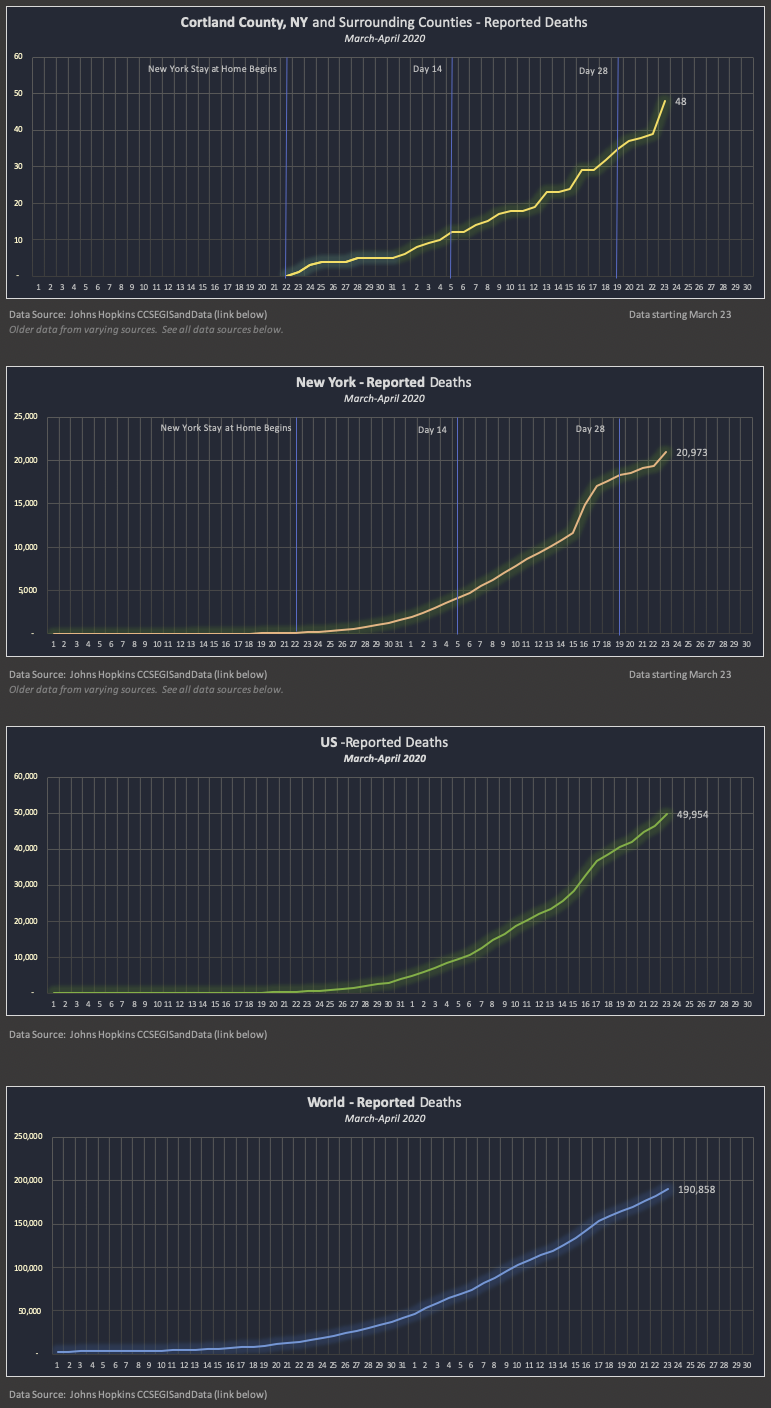 Cortland County, NY and Surrounding Counties - Reported Deaths
March-April 2020
60
New York Stay at Home Begins Day 14 Day 28
50
48
40
30
20
10
-
1 2 3 4 5 6 7 8 9 10 11 12 13 14 15 16 17 18 19 20 21 22 23 24 25 26 27 28 29 30 31 1 2 3 4 5 6 7 8 9 10 11 12 13 14 15 16 17 18 19 20 21 22 23 24 25 26 27 28 29 30
Data Source: Johns Hopkins CCSEGISandData (link below) Data starting March 23
Older data from varying sources. See all data sources below.
New York - Reported Deaths
March-April 2020
25,000
New York Stay at Home Begins Day 14 Day 28
20,973
20,000
15,000
10,000
5,000
-
1 2 3 4 5 6 7 8 9 10 11 12 13 14 15 16 17 18 19 20 21 22 23 24 25 26 27 28 29 30 31 1 2 3 4 5 6 7 8 9 10 11 12 13 14 15 16 17 18 19 20 21 22 23 24 25 26 27 28 29 30
Data Source: Johns Hopkins CCSEGISandData (link below) Data starting March 23
Older data from varying sources. See all data sources below.
US -Reported Deaths
March-April 2020
60,000
50,000
49,954
40,000
30,000
20,000
10,000
-
1 2 3 4 5 6 7 8 9 10 11 12 13 14 15 16 17 18 19 20 21 22 23 24 25 26 27 28 29 30 31 1 2 3 4 5 6 7 8 9 10 11 12 13 14 15 16 17 18 19 20 21 22 23 24 25 26 27 28 29 30
Data Source: Johns Hopkins CCSEGISandData (link below)
World - Reported Deaths
March-April 2020
250,000
200,000
190,858
150,000
100,000
50,000
-
1 2 3 4 5 6 7 8 9 10 11 12 13 14 15 16 17 18 19 20 21 22 23 24 25 26 27 28 29 30 31 1 2 3 4 5 6 7 8 9 10 11 12 13 14 15 16 17 18 19 20 21 22 23 24 25 26 27 28 29 30
Data Source: Johns Hopkins CCSEGISandData (link below)